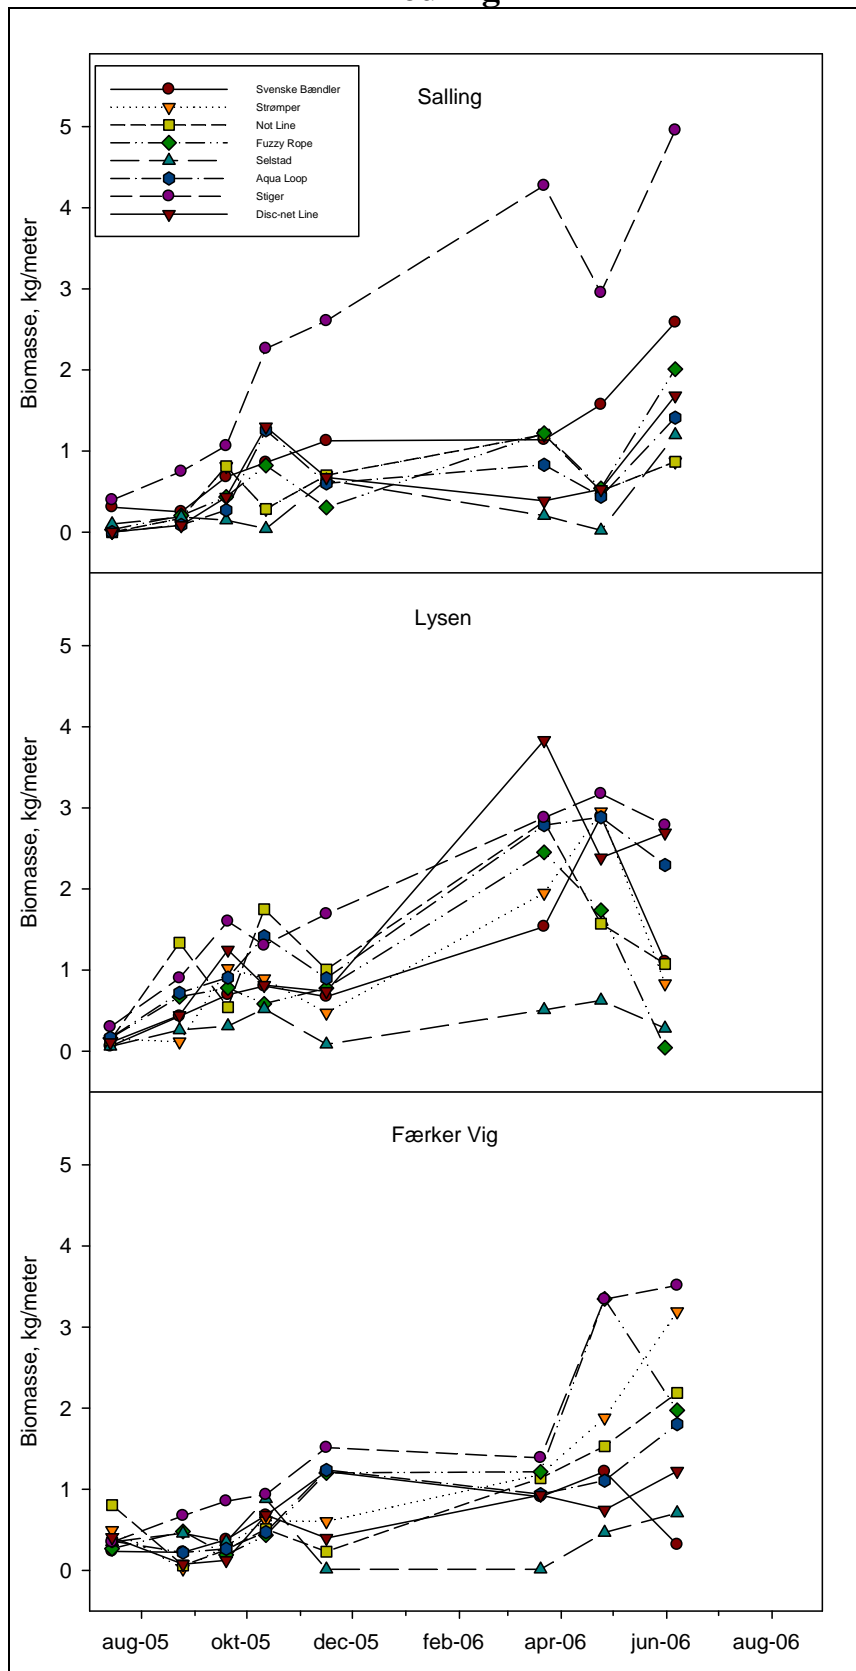 Salling
Svenske Bændler
Strømper
Not Line
Fuzzy Rope
Selstad
Aqua Loop
Stiger
Disc-net Line
Biomasse, kg/meter
5
4
3
2
1
0
Lysen
Biomasse, kg/meter
5
4
3
2
1
0
Færker Vig
Biomasse, kg/meter
5
4
3
2
1
0
aug-05 okt-05 dec-05 feb-06 apr-06 jun-06 aug-06